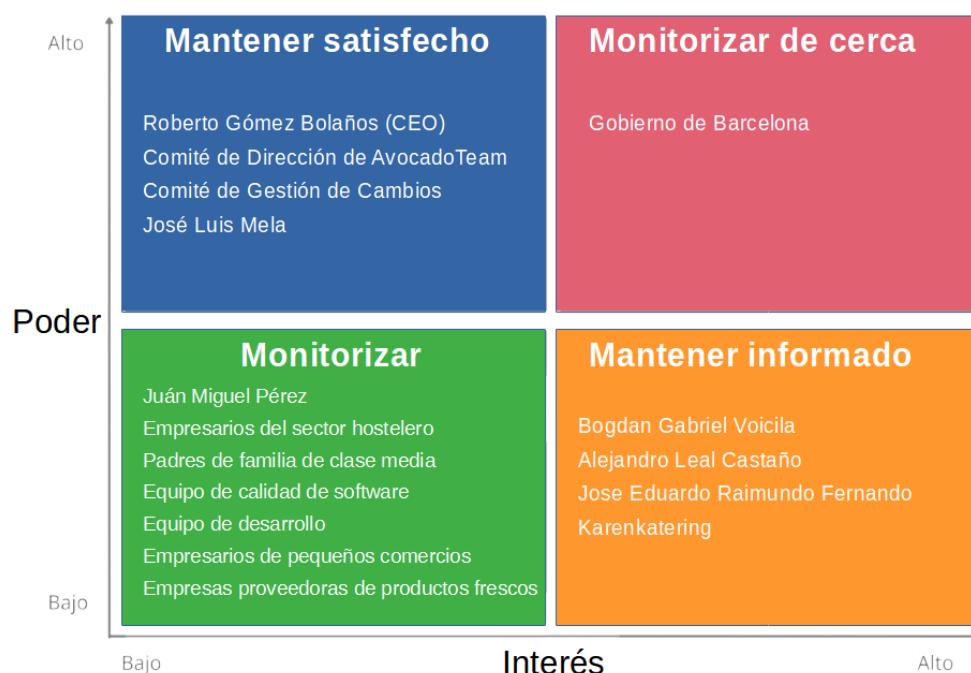 Alto
Mantener satisfecho
Roberto Gómez Bolaños (CEO)
Comité de Dirección de AvocadoTeam
Comité de Gestión de Cambios
José Luis Mela
Monitorizar de cerca
Gobierno de Barcelona
Poder
Monitorizar
Juán Miguel Pérez
Empresarios del sector hostelero
Padres de familia de clase media
Equipo de calidad de software
Equipo de desarrollo
Empresarios de pequeños comercios
Empresas proveedoras de productos frescos
Mantener informado
Bogdan Gabriel Voicila
Alejandro Leal Castaño
Jose Eduardo Raimundo Fernando
Karenkatering
Bajo
Bajo
Interés
Alto